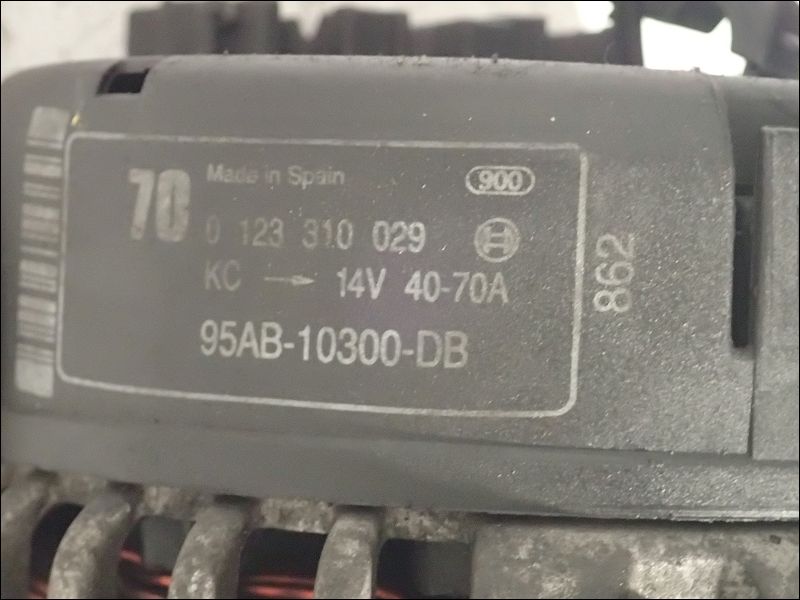 70 Made in Spain 900
0 123 310 029
KC → 14V 40-70A
95AB-10300-DB
862